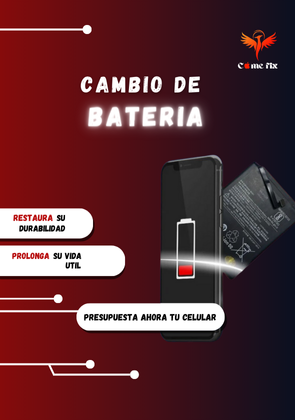 Come Fix
CAMBIO DE
BATERIA
RESTAURA SU
DURABILIDAD
PROLONGA SU VIDA
UTIL
PRESUPUESTA AHORA TU CELULAR